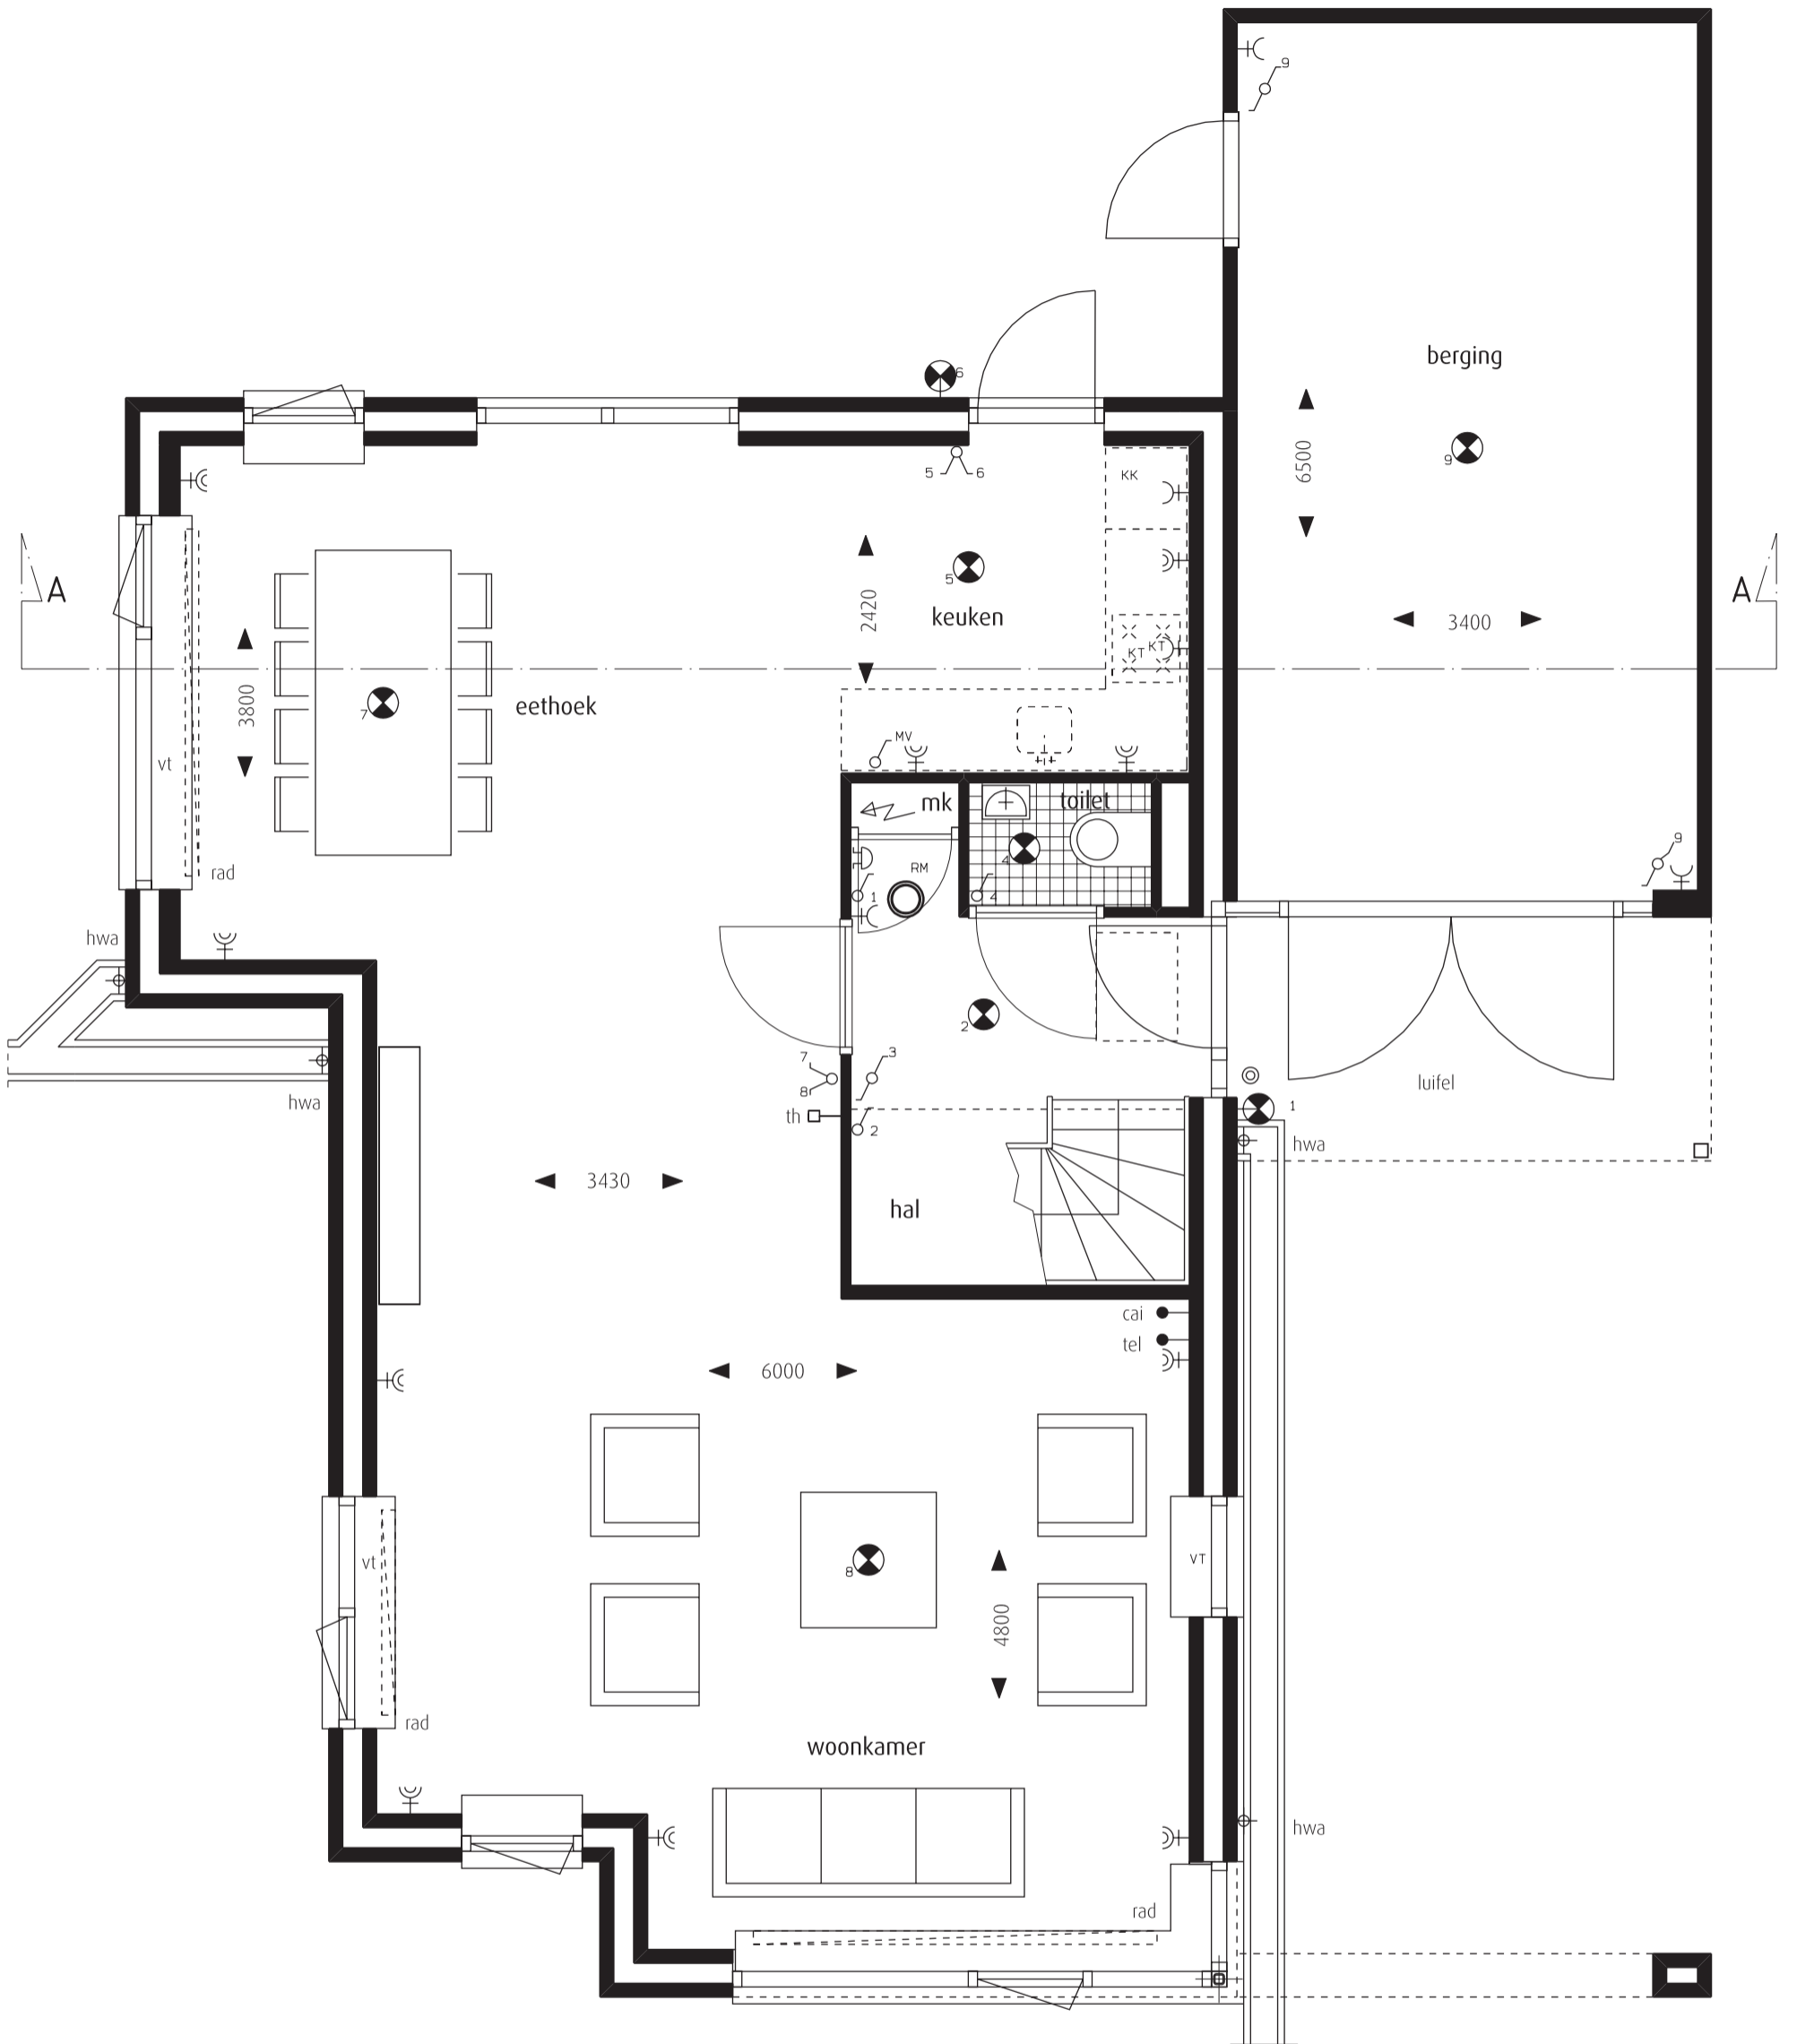 9
berging
6
6500
9
5 6
KK
A
A
5
keuken
2420
3400
KT KT
3800
7
eethoek
vt
MV
mk
toilet
rad
RM
4
9
1
4
hwa
2
7
3
8
luifel
hwa
th
2
1
hwa
3430
hal
cai
tel
6000
vt
8
VT
4800
rad
woonkamer
hwa
rad